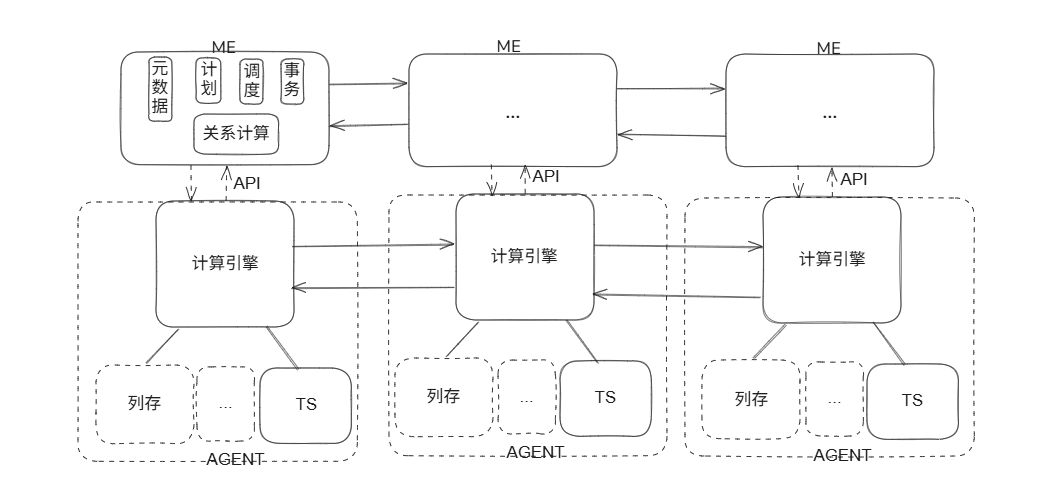 ME
ME
ME
元数据
计划
调度
事务
关系计算
...
...
API
API
API
计算引擎
计算引擎
计算引擎
列存
...
TS
列存
...
TS
列存
...
TS
AGENT
AGENT
AGENT